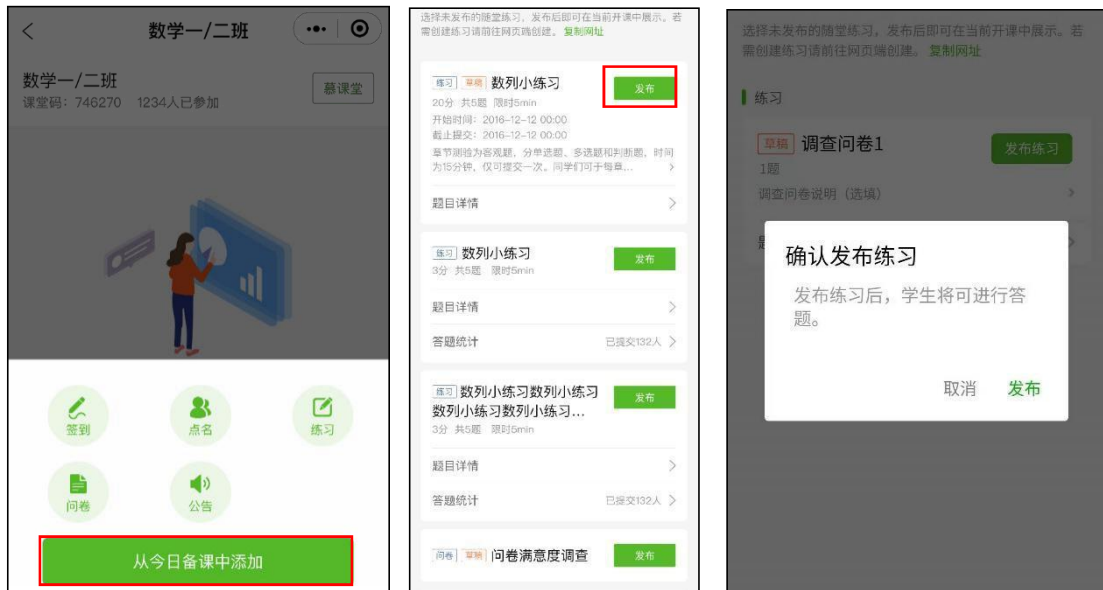 数学一/二班
数学一/二班
慕课堂
课堂码：746270 1234人已参加
签到
点名
练习
问卷
公告
从今日备课中添加
选择未发布的随堂练习，发布后即可在当前开课中展示。若
需创建练习请前往网页端创建。 复制网址
练习 草稿 数列小练习
发布
20分 共5题 限时5min
开始时间：2016-12-12 00:00
截止提交：2016-12-12 00:00
章节测验为客观题，分单选题、多选题和判断题，时间
为15分钟，仅可提交一次。同学们可于每章...
题目详情
练习 数列小练习
发布
3分 共5题 限时5min
题目详情
答题统计 已提交132人
练习 数列小练习数列小练习
数列小练习数列小练习...
发布
3分 共5题 限时5min
题目详情
答题统计 已提交132人
问卷 草稿 问卷满意度调查
发布
选择未发布的随堂练习，发布后即可在当前开课中展示。若
需创建练习请前往网页端创建。 复制网址
练习
草稿 调查问卷1
发布练习
1题
调查问卷说明（选填）
确认发布练习
发布练习后，学生将可进行答
题。
取消 发布